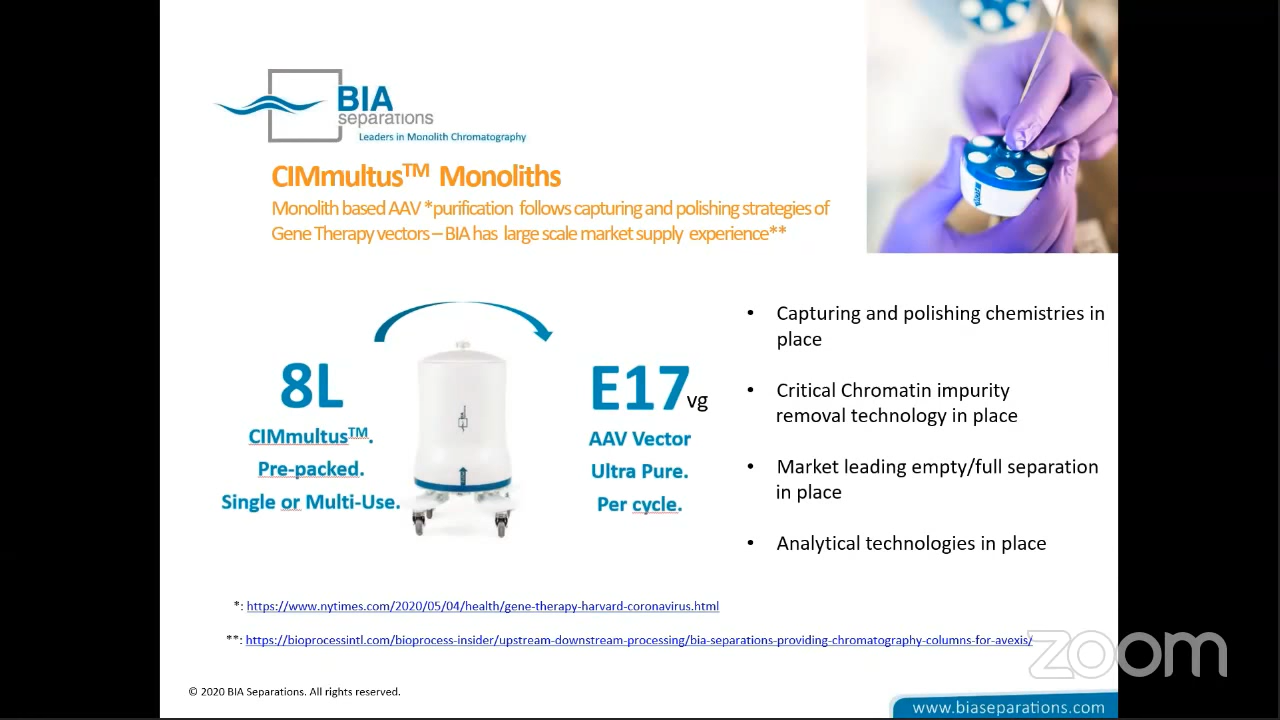 BIA
separations
Leaders in Monolith Chromatography
CIMmultus™ Monoliths
Monolith based AAV *purification follows capturing and polishing strategies of
Gene Therapy vectors – BIA has large scale market supply experience**
8L
CIMmultus™.
Pre-packed.
Single or Multi-Use.
E17vg
AAV Vector
Ultra Pure.
Per cycle.
• Capturing and polishing chemistries in
place
• Critical Chromatin impurity
removal technology in place
• Market leading empty/full separation
in place
• Analytical technologies in place
*: https://www.nytimes.com/2020/05/04/health/gene-therapy-harvard-coronavirus.html
**: https://bioprocessintl.com/bioprocess-insider/upstream-downstream-processing/bia-separations-providing-chromatography-columns-for-avexis/
zoom
© 2020 BIA Separations. All rights reserved.
www.biaseparations.com